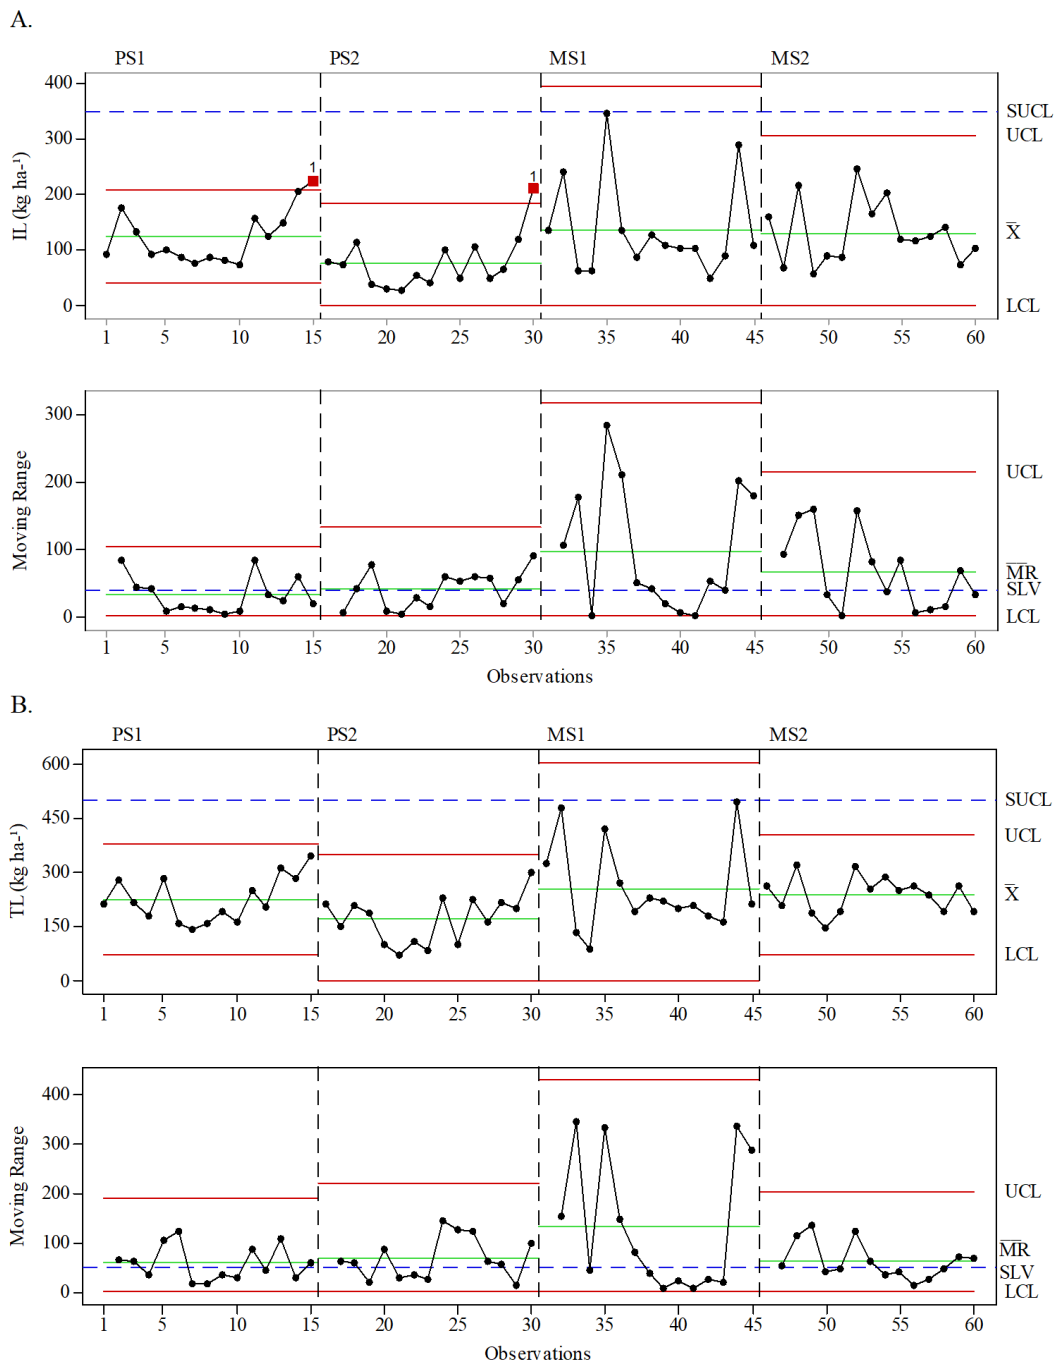 A.
PS1 PS2 MS1 MS2
400
SUCL
UCL
300
IL (kg ha-¹)
1 1
200
X̅
100
0
LCL
1 5 10 15 20 25 30 35 40 45 50 55 60
300
UCL
Moving Range
200
100
M̅R̅
SLV
0
LCL
1 5 10 15 20 25 30 35 40 45 50 55 60
Observations
B.
PS1 PS2 MS1 MS2
600
SUCL
450
UCL
TL (kg ha-¹)
300
X̅
150
LCL
0
1 5 10 15 20 25 30 35 40 45 50 55 60
400
300
Moving Range
200
UCL
100
M̅R̅
SLV
0
LCL
1 5 10 15 20 25 30 35 40 45 50 55 60
Observations